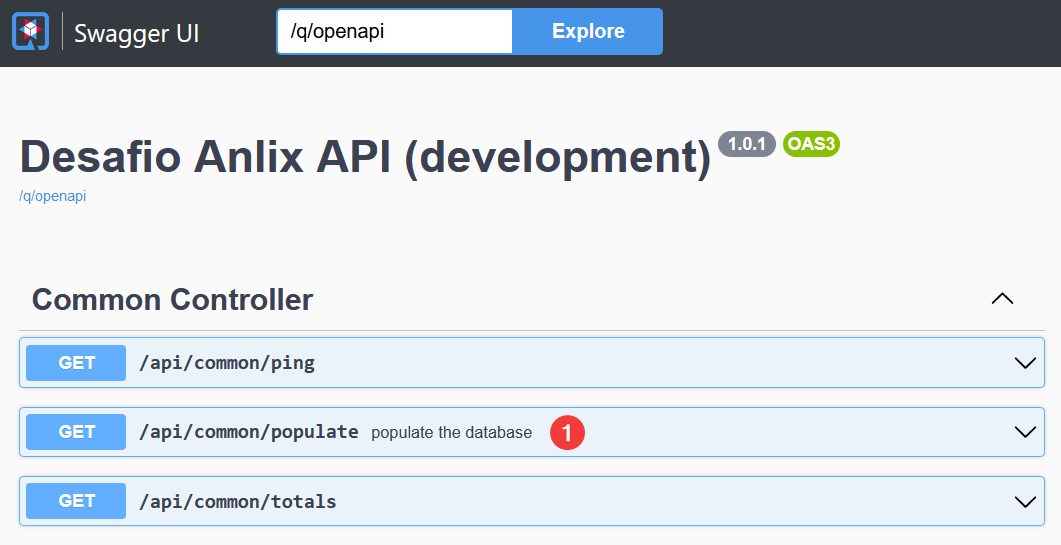 Swagger UI
/q/openapi
Explore
Desafio Anlix API (development) 1.0.1 OAS3
/q/openapi
Common Controller
GET /api/common/ping
GET /api/common/populate populate the database 1
GET /api/common/totals